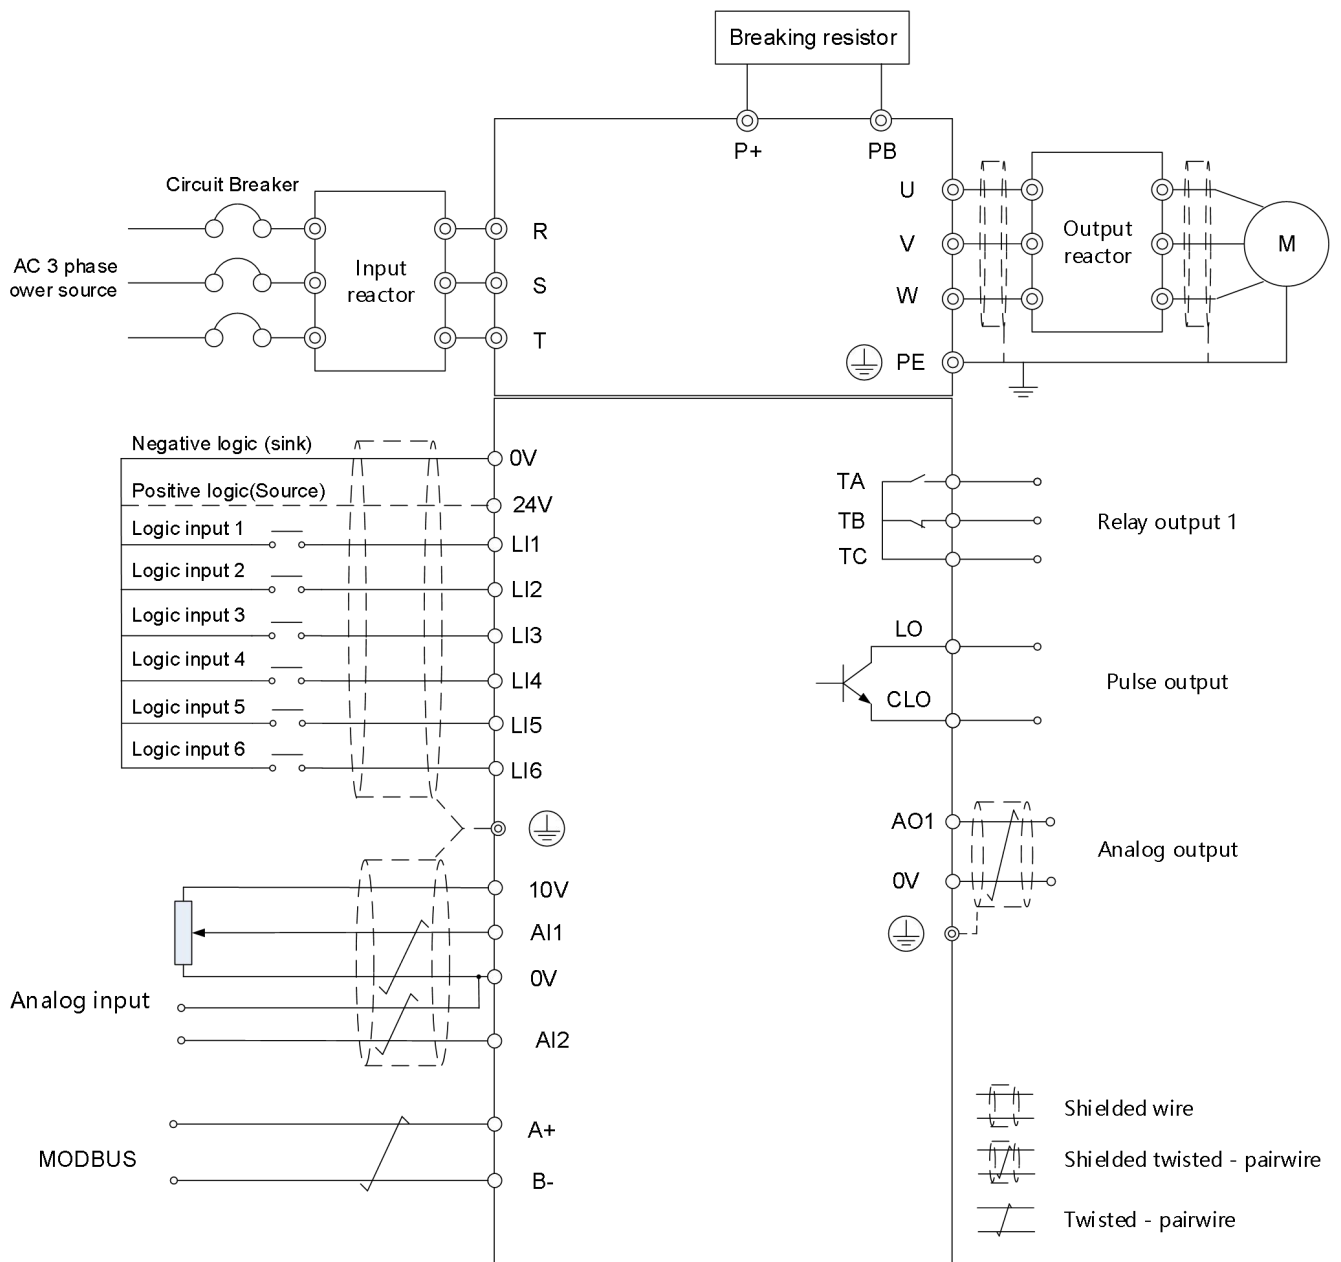 Breaking resistor
P+
PB
Circuit Breaker
AC 3 phase
ower source
Input
reactor
R
S
T
U
V
W
PE
Output
reactor
M
Negative logic (sink)
0V
Positive logic(Source)
24V
Logic input 1
LI1
Logic input 2
LI2
Logic input 3
LI3
Logic input 4
LI4
Logic input 5
LI5
Logic input 6
LI6
TA
TB
TC
Relay output 1
LO
CLO
Pulse output
AO1
0V
Analog output
10V
AI1
0V
Analog input
AI2
MODBUS
A+
B-
Shielded wire
Shielded twisted - pairwire
Twisted - pairwire